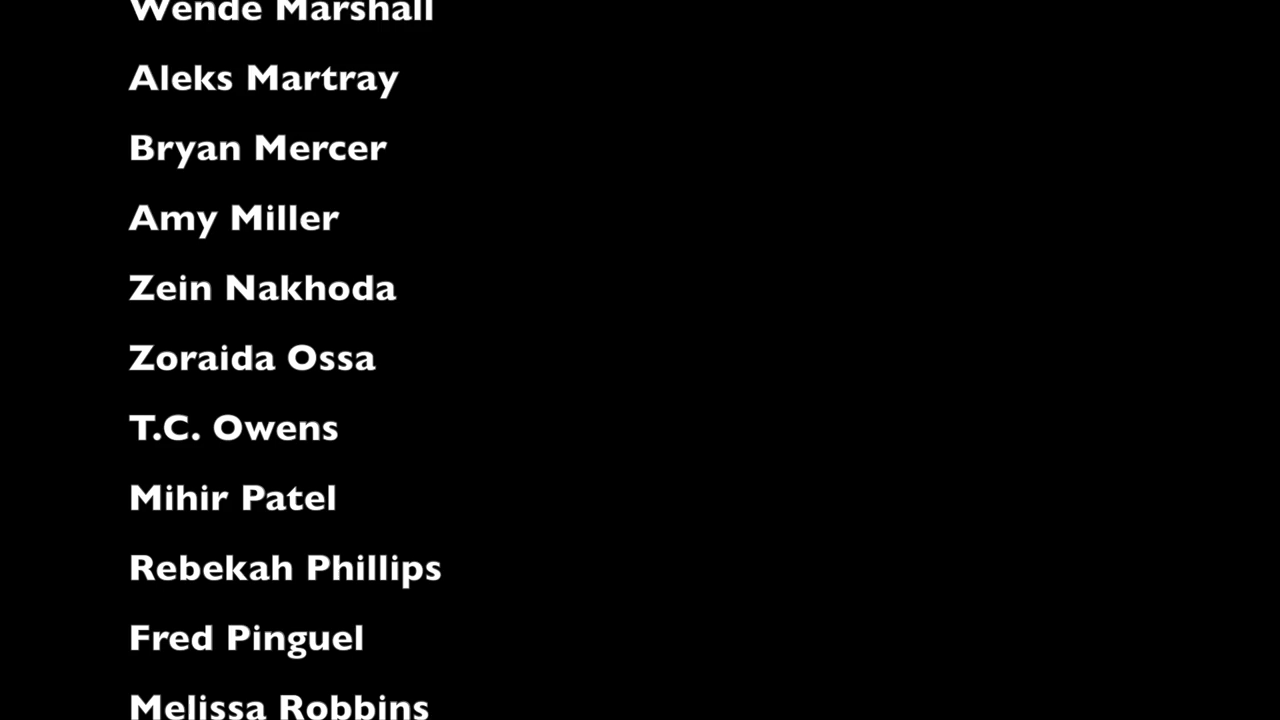 Wende Marshall
Aleks Martray
Bryan Mercer
Amy Miller
Zein Nakhoda
Zoraida Ossa
T.C. Owens
Mihir Patel
Rebekah Phillips
Fred Pinguel
Melissa Robbins